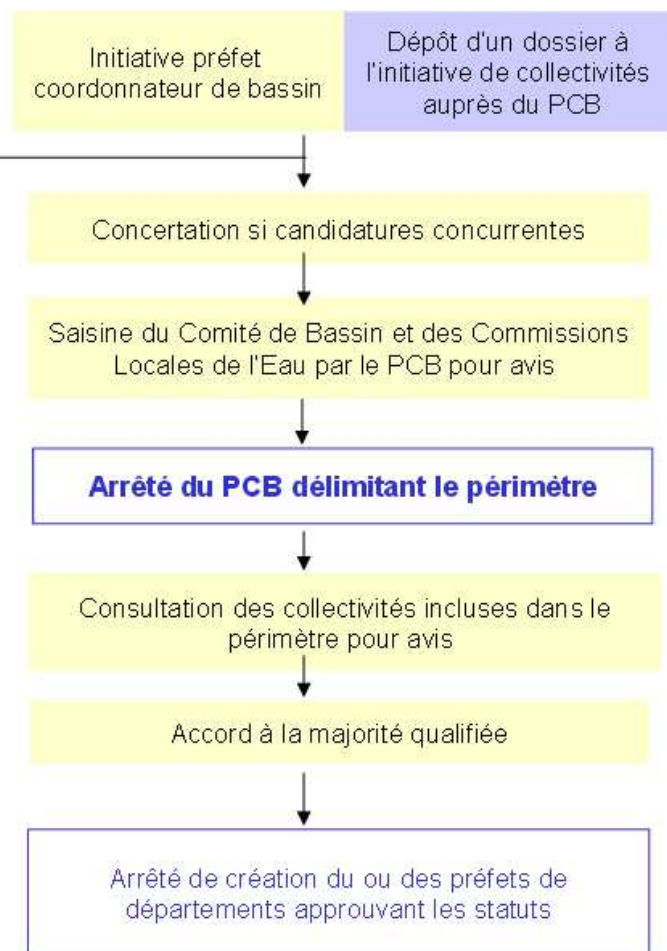 Initiative préfet
coordonnateur de bassin
Dépôt d'un dossier à
l'initiative de collectivités
auprès du PCB
Concertation si candidatures concurrentes
Saisine du Comité de Bassin et des Commissions
Locales de l'Eau par le PCB pour avis
Arrêté du PCB délimitant le périmètre
Consultation des collectivités incluses dans le
périmètre pour avis
Accord à la majorité qualifiée
Arrêté de création du ou des préfets de
départements approuvant les statuts